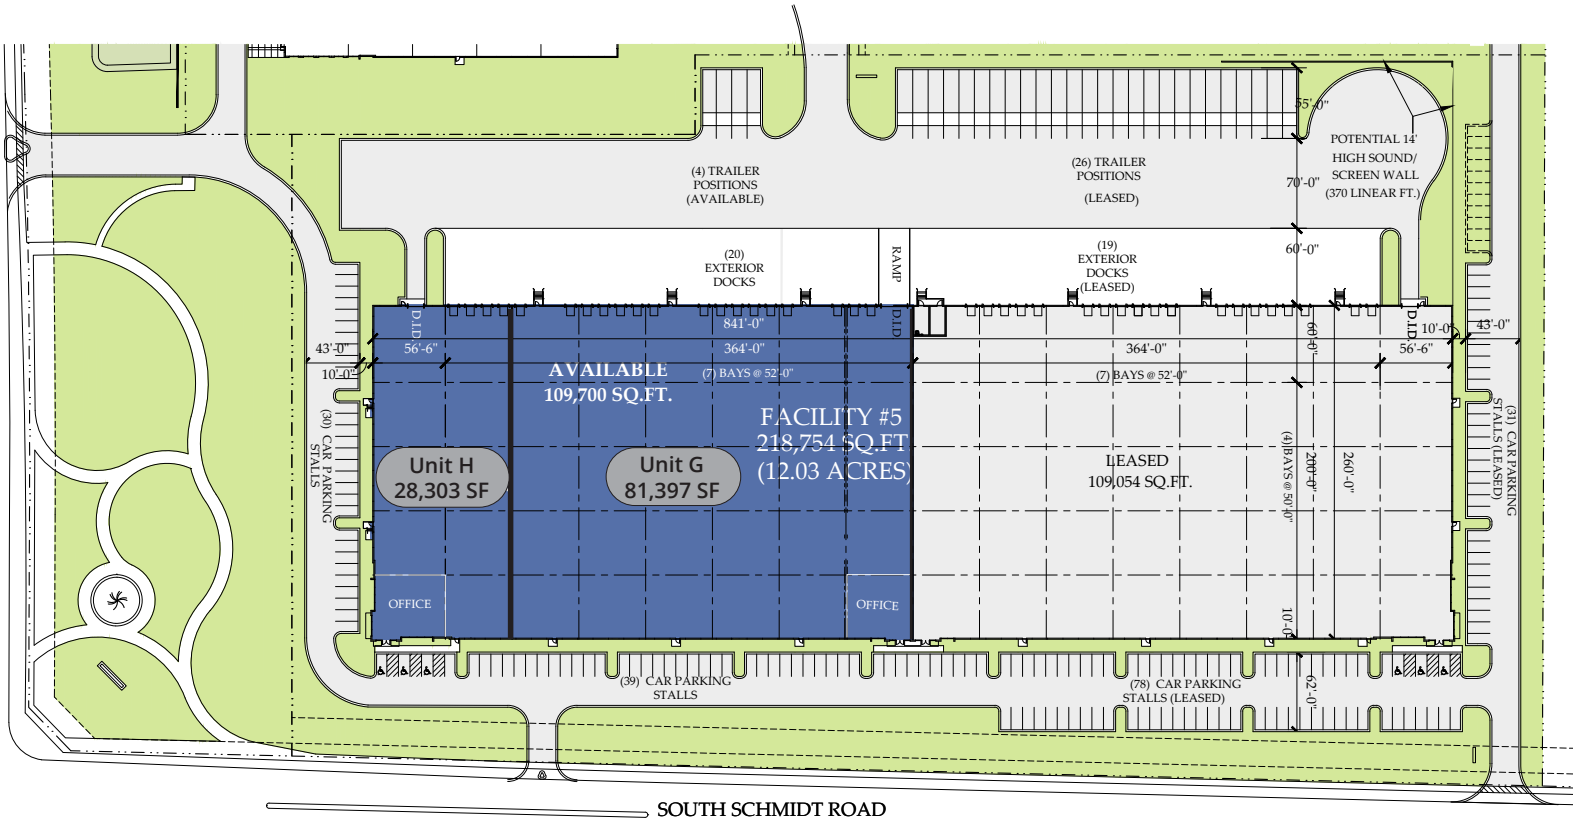 55'-0"
POTENTIAL 14'
HIGH SOUND/
SCREEN WALL
(370 LINEAR FT.)
(4) TRAILER
POSITIONS
(AVAILABLE)
(26) TRAILER
POSITIONS
(LEASED)
70'-0"
60'-0"
(20)
EXTERIOR
DOCKS
RAMP
(19)
EXTERIOR
DOCKS
(LEASED)
D.I.D.
841'-0"
D.I.D
60'-0"
D.I.D.
10'-0"
43'-0"
43'-0"
56'-6"
364'-0"
364'-0"
56'-6"
10'-0"
AVAILABLE
109,700 SQ.FT.
(7) BAYS @ 52'-0"
(7) BAYS @ 52'-0"
FACILITY #5
218,754 SQ.FT
(12.03 ACRES)
(30) CAR PARKING
STALLS
Unit H
28,303 SF
Unit G
81,397 SF
LEASED
109,054 SQ.FT.
(4) BAYS @ 50'-0"
200'-0"
260'-0"
(31) CAR PARKING
STALLS (LEASED)
OFFICE
OFFICE
10'-0"
(39) CAR PARKING
STALLS
(78) CAR PARKING
STALLS (LEASED)
62'-0"
SOUTH SCHMIDT ROAD